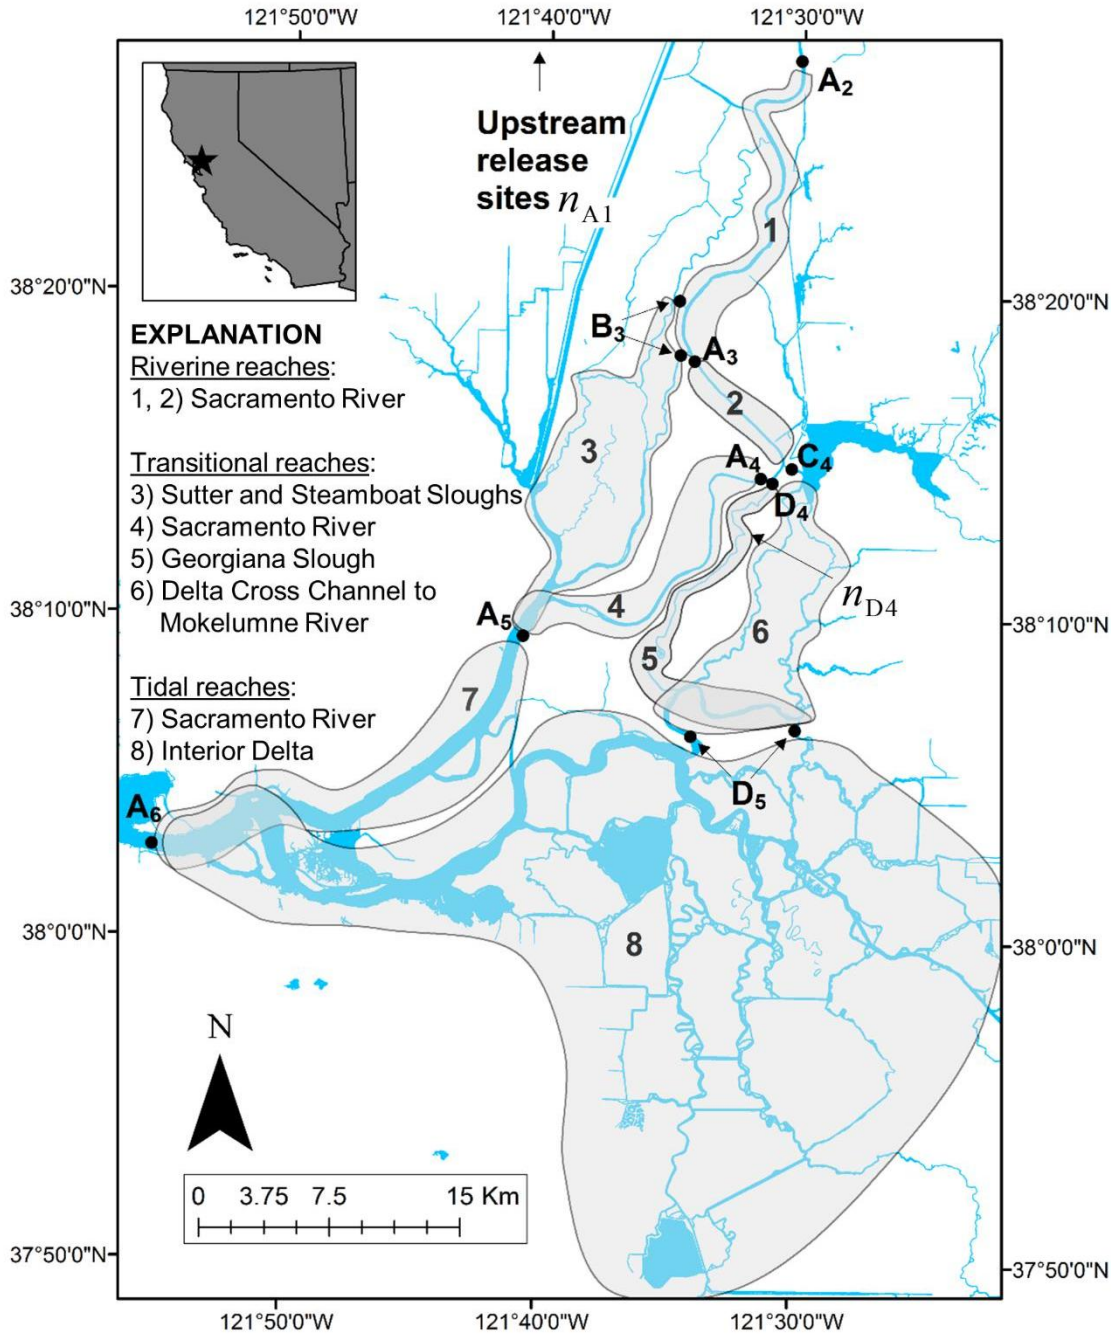 121°50'0"W 121°40'0"W 121°30'0"W
A2
Upstream
release
sites nA1
1
38°20'0"N 38°20'0"N
B3
A3
EXPLANATION
Riverine reaches:
1, 2) Sacramento River
2
Transitional reaches:
3) Sutter and Steamboat Sloughs
4) Sacramento River
5) Georgiana Slough
6) Delta Cross Channel to
Mokelumne River
3
A4 C4
D4
nD4
38°10'0"N 38°10'0"N
A5
4
5
6
Tidal reaches:
7) Sacramento River
8) Interior Delta
7
D5
A6
38°0'0"N 38°0'0"N
8
N
0 3.75 7.5 15 Km
37°50'0"N 37°50'0"N
121°50'0"W 121°40'0"W 121°30'0"W